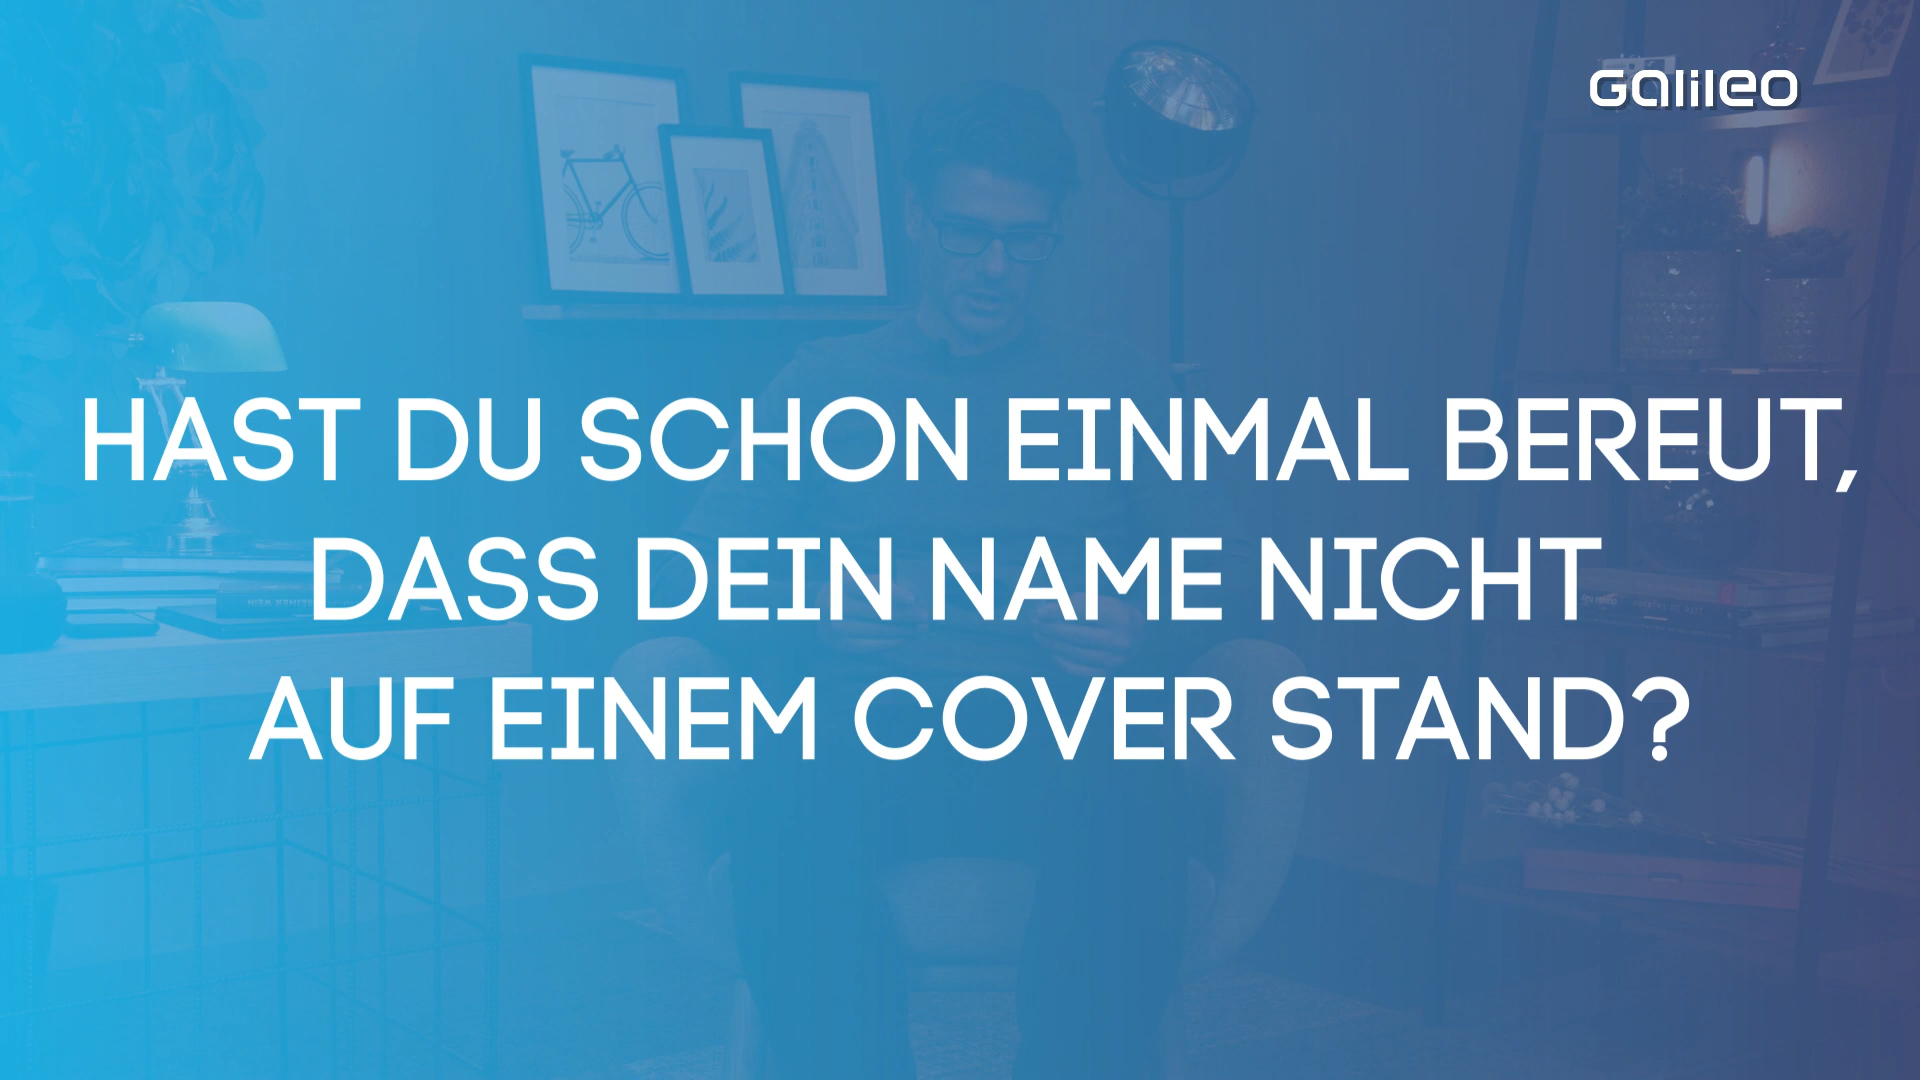 Galileo
HAST DU SCHON EINMAL BEREUT,
DASS DEIN NAME NICHT
AUF EINEM COVER STAND?